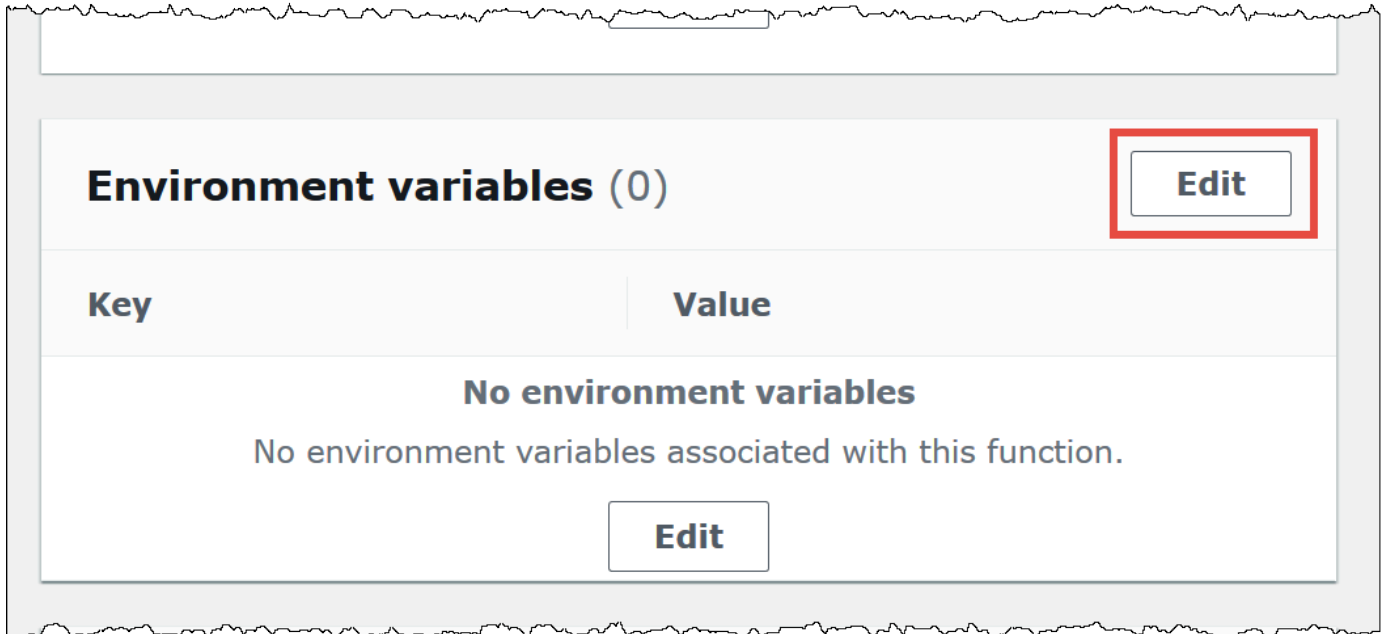 Environment variables (0)
Edit
Key Value
No environment variables
No environment variables associated with this function.
Edit